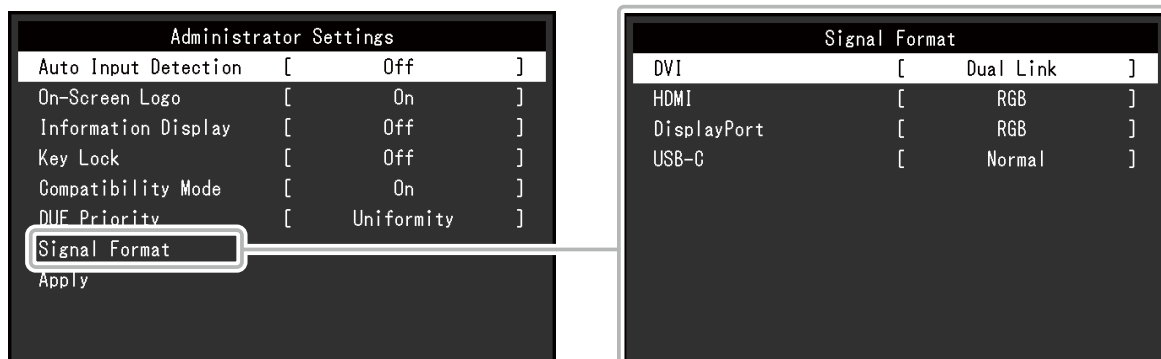 Administrator Settings
Auto Input Detection [ Off ]
On-Screen Logo [ On ]
Information Display [ Off ]
Key Lock [ Off ]
Compatibility Mode [ On ]
DUE Priority [ Uniformity ]
Signal Format
Apply
Signal Format
DVI [ Dual Link ]
HDMI [ RGB ]
DisplayPort [ RGB ]
USB-C [ Normal ]